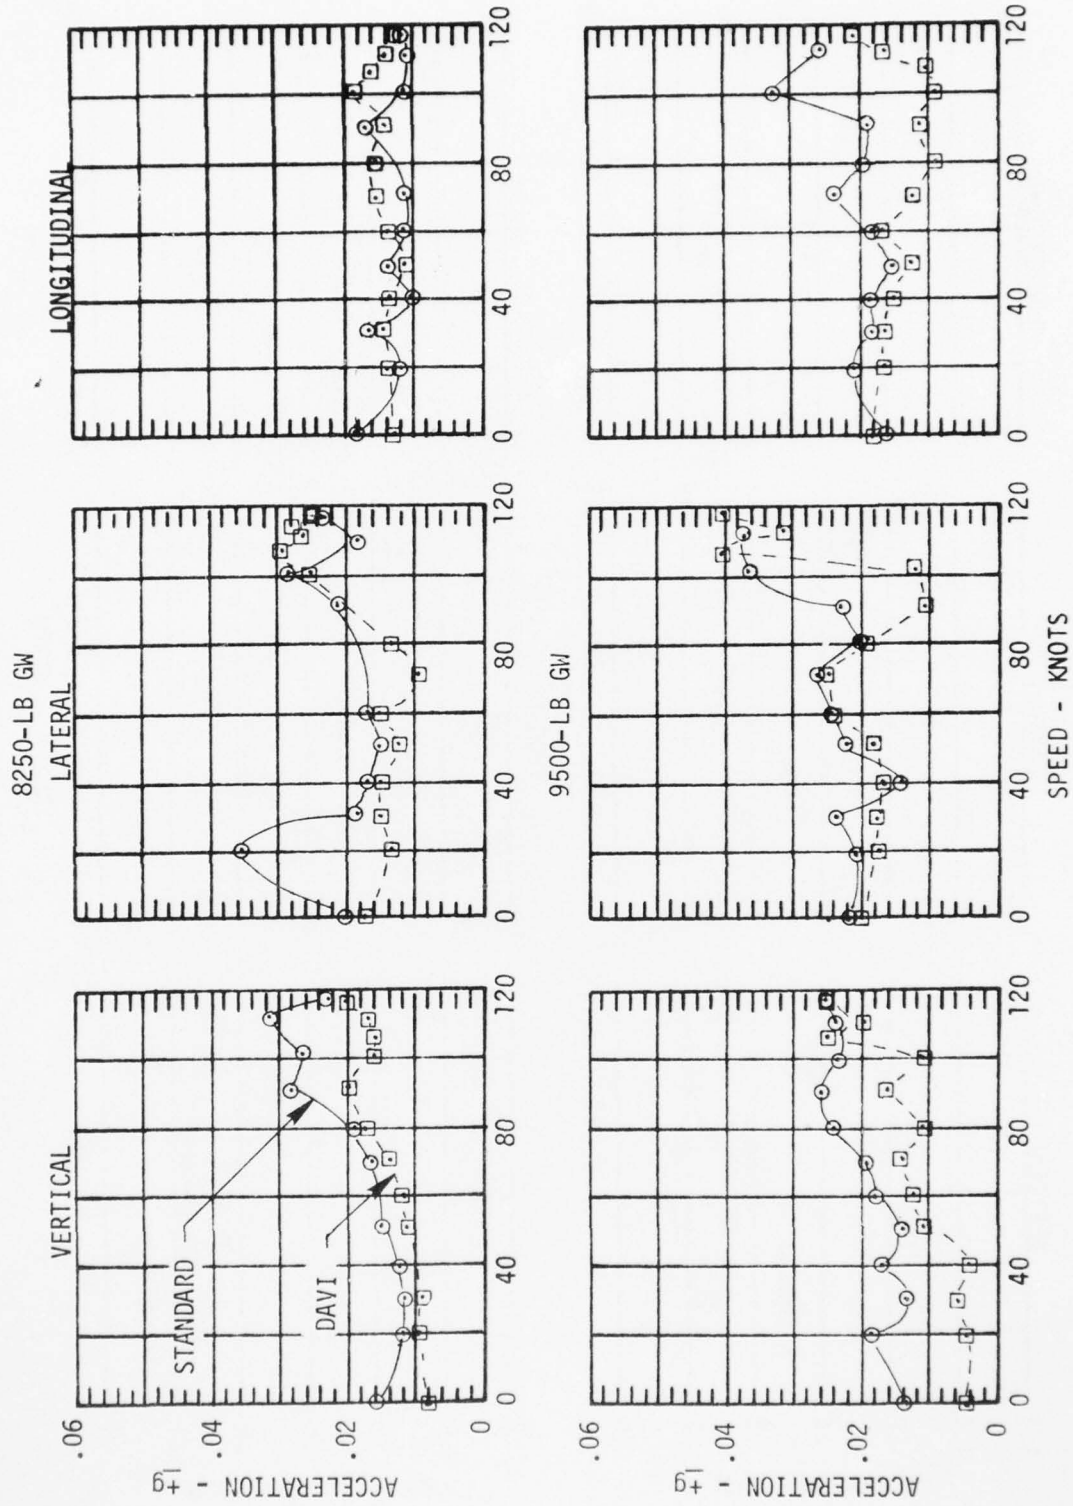 8250-LB GW
VERTICAL
LATERAL
LONGITUDINAL
STANDARD
DAVI
ACCELERATION - ±g
.06
.04
.02
0
0 40 80 120
0 40 80 120
0 40 80 120
9500-LB GW
ACCELERATION - ±g
.06
.04
.02
0
0 40 80 120
0 40 80 120
0 40 80 120
SPEED - KNOTS